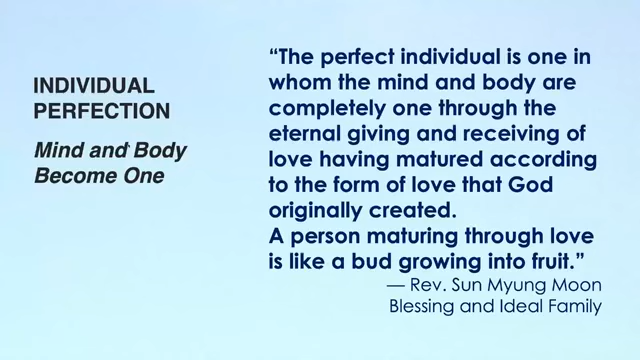 INDIVIDUAL
PERFECTION
Mind and Body
Become One
“The perfect individual is one in
whom the mind and body are
completely one through the
eternal giving and receiving of
love having matured according
to the form of love that God
originally created.
A person maturing through love
is like a bud growing into fruit.”
— Rev. Sun Myung Moon
Blessing and Ideal Family